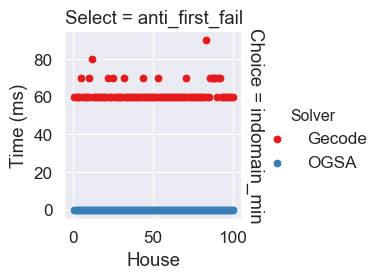 Select = anti_first_fail
Choice = indomain_min
80
60
40
20
0
Time (ms)
0
50
100
House
Solver
Gecode
OGSA